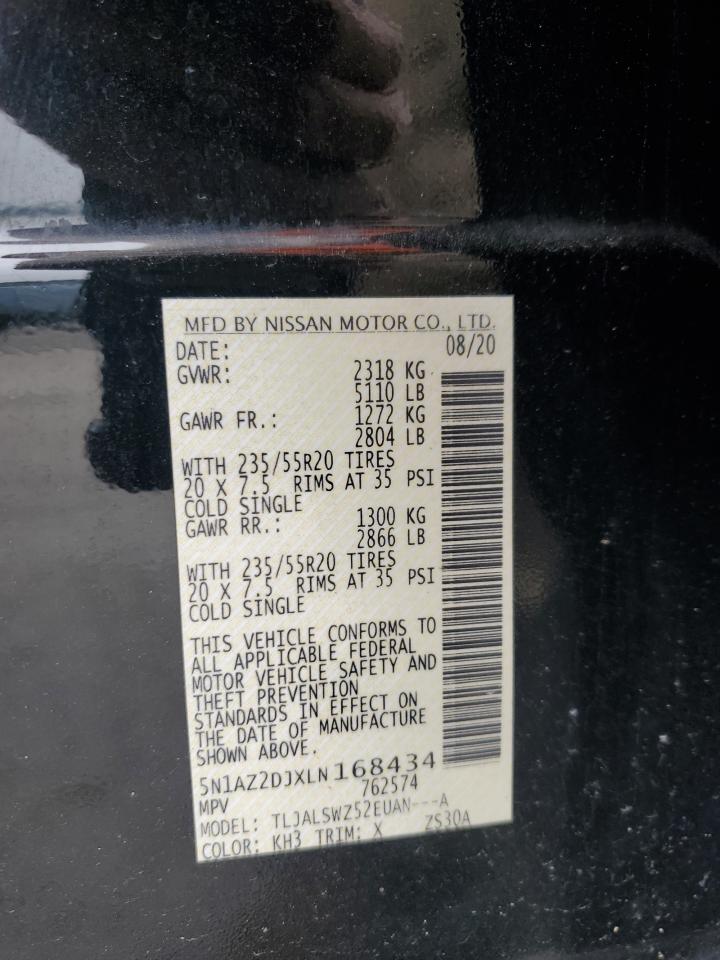 MFD BY NISSAN MOTOR CO., LTD.
DATE: 08/20
GVWR: 2318 KG
5110 LB
GAWR FR.: 1272 KG
2804 LB
WITH 235/55R20 TIRES
20 X 7.5 RIMS AT 35 PSI
COLD SINGLE
GAWR RR.: 1300 KG
2866 LB
WITH 235/55R20 TIRES
20 X 7.5 RIMS AT 35 PSI
COLD SINGLE
THIS VEHICLE CONFORMS TO
ALL APPLICABLE FEDERAL
MOTOR VEHICLE SAFETY AND
THEFT PREVENTION
STANDARDS IN EFFECT ON
THE DATE OF MANUFACTURE
SHOWN ABOVE.
5N1AZ2DJXLN168434
MPV 762574
MODEL: TLJALSWZ52EUAN---A
COLOR: KH3 TRIM: X ZS30A